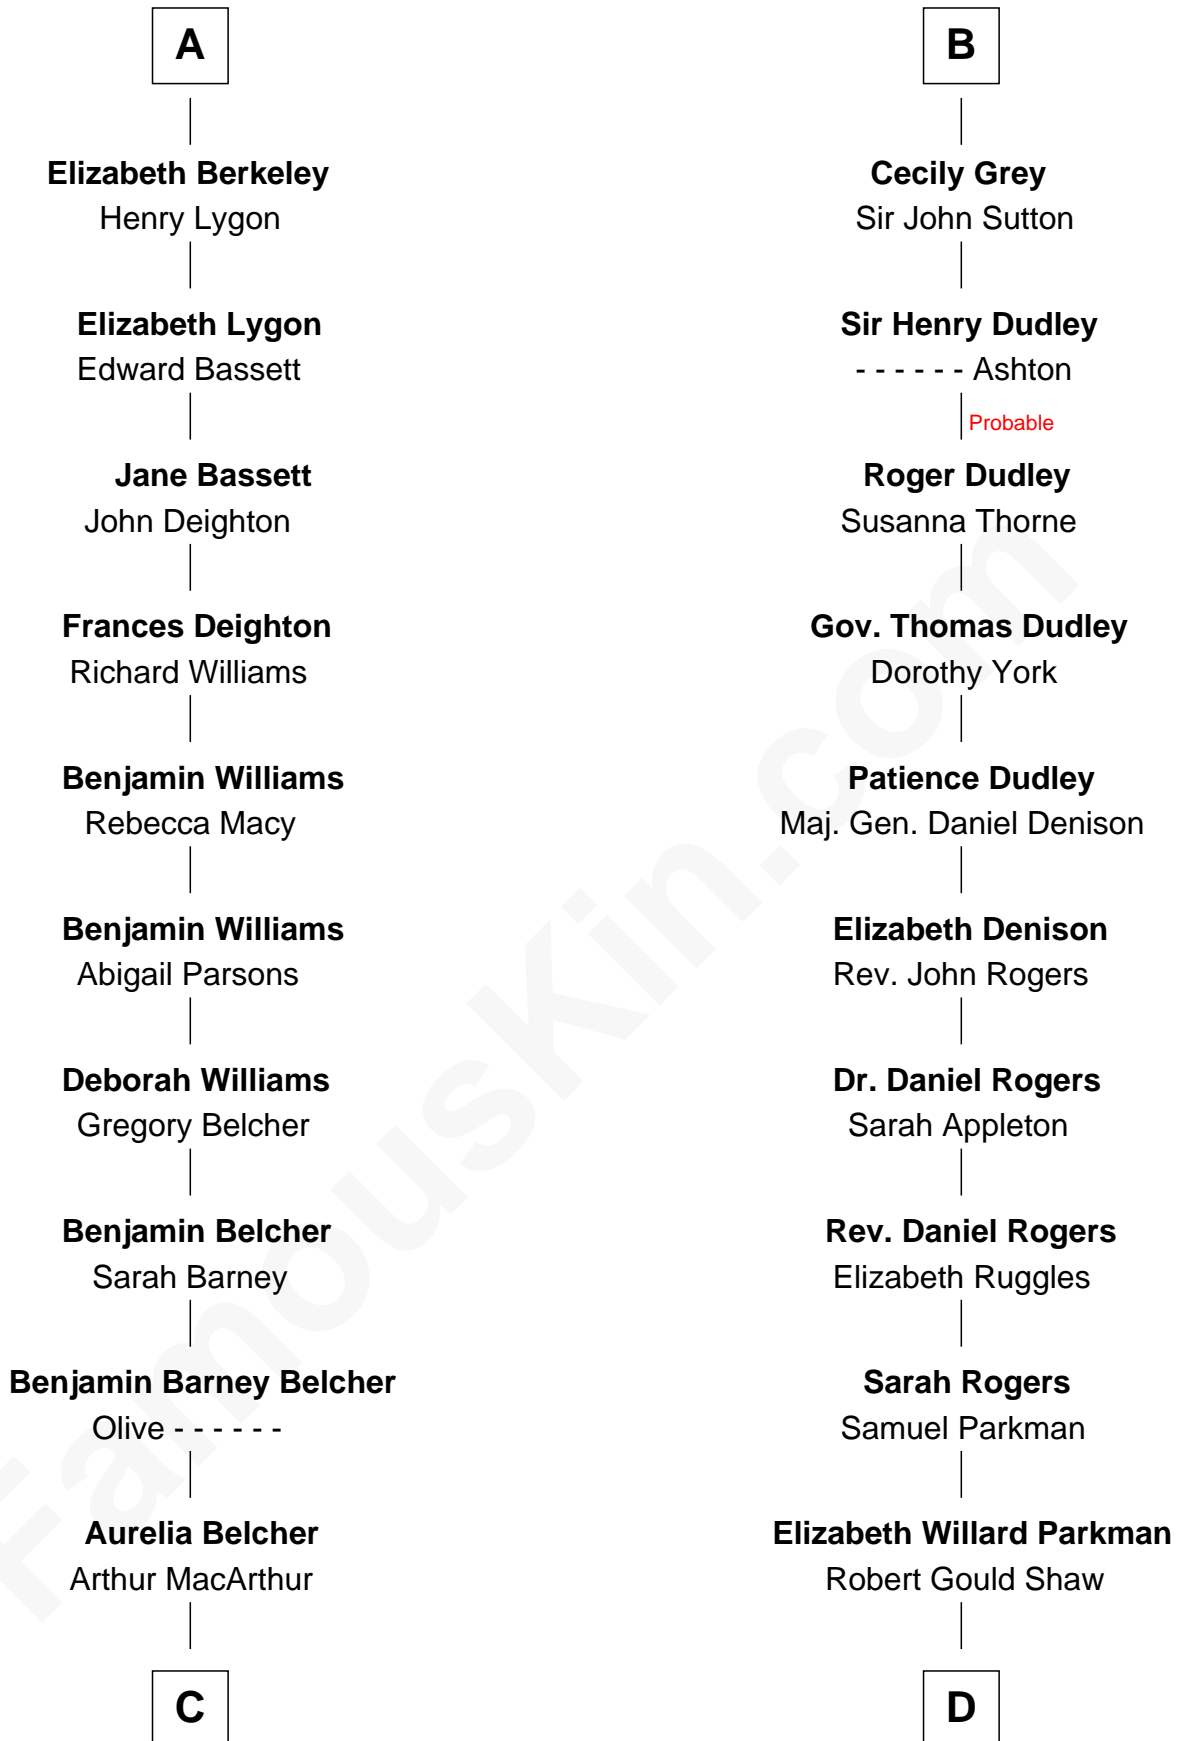 A
Elizabeth Berkeley
Henry Lygon
Elizabeth Lygon
Edward Bassett
Jane Bassett
John Deighton
Frances Deighton
Richard Williams
Benjamin Williams
Rebecca Macy
Benjamin Williams
Abigail Parsons
Deborah Williams
Gregory Belcher
Benjamin Belcher
Sarah Barney
Benjamin Barney Belcher
Olive - - - - - -
Aurelia Belcher
Arthur MacArthur
C
B
Cecily Grey
Sir John Sutton
Sir Henry Dudley
- - - - - - Ashton
Probable
Roger Dudley
Susanna Thorne
Gov. Thomas Dudley
Dorothy York
Patience Dudley
Maj. Gen. Daniel Denison
Elizabeth Denison
Rev. John Rogers
Dr. Daniel Rogers
Sarah Appleton
Rev. Daniel Rogers
Elizabeth Ruggles
Sarah Rogers
Samuel Parkman
Elizabeth Willard Parkman
Robert Gould Shaw
D
FamousKin.com